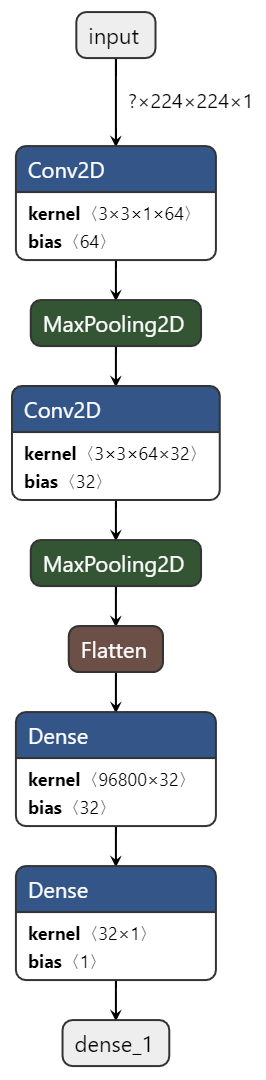 input
?×224×224×1
Conv2D
kernel 〈3×3×1×64〉
bias 〈64〉
MaxPooling2D
Conv2D
kernel 〈3×3×64×32〉
bias 〈32〉
MaxPooling2D
Flatten
Dense
kernel 〈96800×32〉
bias 〈32〉
Dense
kernel 〈32×1〉
bias 〈1〉
dense_1